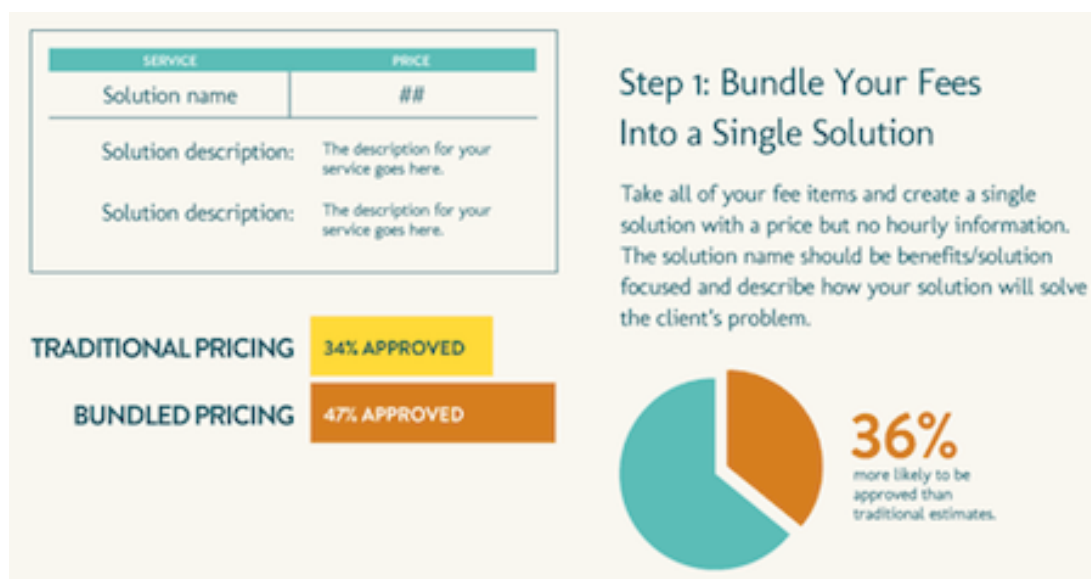 SERVICE PRICE
Solution name ##
Solution description: The description for your
service goes here.
Solution description: The description for your
service goes here.
TRADITIONAL PRICING 34% APPROVED
BUNDLED PRICING 47% APPROVED
Step 1: Bundle Your Fees
Into a Single Solution
Take all of your fee items and create a single
solution with a price but no hourly information.
The solution name should be benefits/solution
focused and describe how your solution will solve
the client's problem.
36%
more likely to be
approved than
traditional estimates.